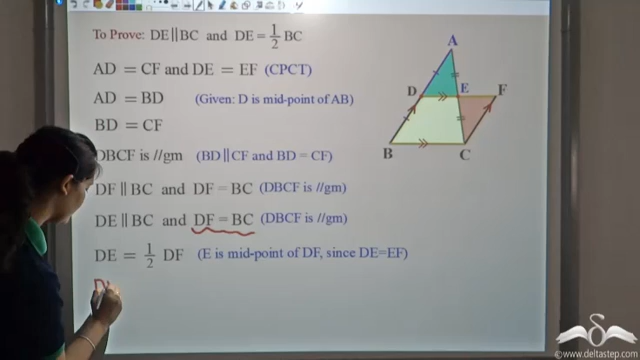 To Prove: DE||BC and DE = 1/2 BC
AD = CF and DE = EF (CPCT)
AD = BD (Given: D is mid-point of AB)
BD = CF
DBCF is //gm (BD||CF and BD = CF)
DF || BC and DF = BC (DBCF is //gm)
DE || BC and DF = BC (DBCF is //gm)
DE = 1/2 DF (E is mid-point of DF, since DE=EF)
A
D
E
F
B
C
©www.deltastep.com